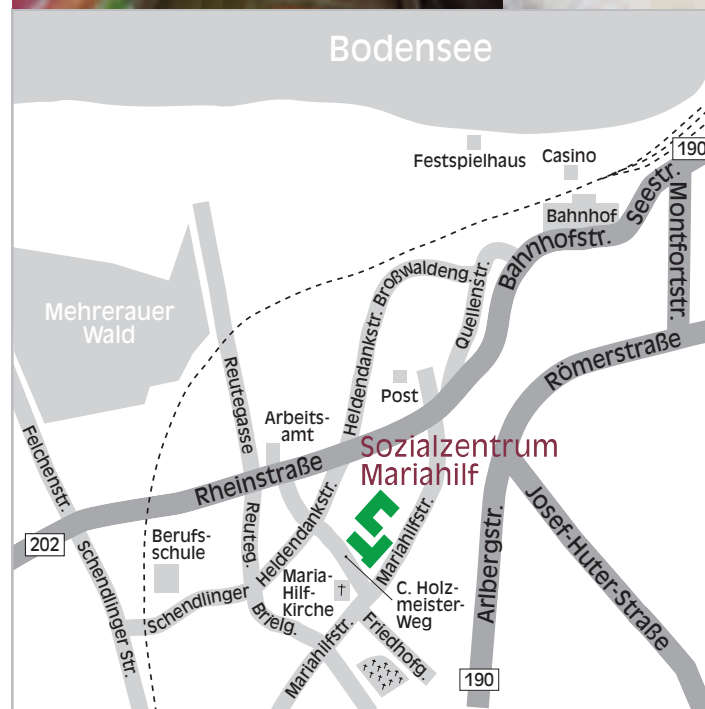 Bodensee
190
Festspielhaus
Casino
Bahnhof
Seestr.
Montfortstr.
Bahnhofstr.
Broßwaldeng.
Quellenstr.
Heldendankstr.
Mehrerauer
Wald
Römerstraße
Reutegasse
Post
Arbeits-
amt
Sozialzentrum
Mariahilf
Felchenstr.
Rheinstraße
202
Berufs-
schule
Reuteg.
Heldendankstr.
Mariahilfstr.
Arlbergstr.
Josef-Huter-Straße
Schendlinger Str.
Schendlinger
Maria-
Hilf-
Kirche
C. Holz-
meister-
Weg
Brielg.
Mariahilfstr.
Friedhofg.
190